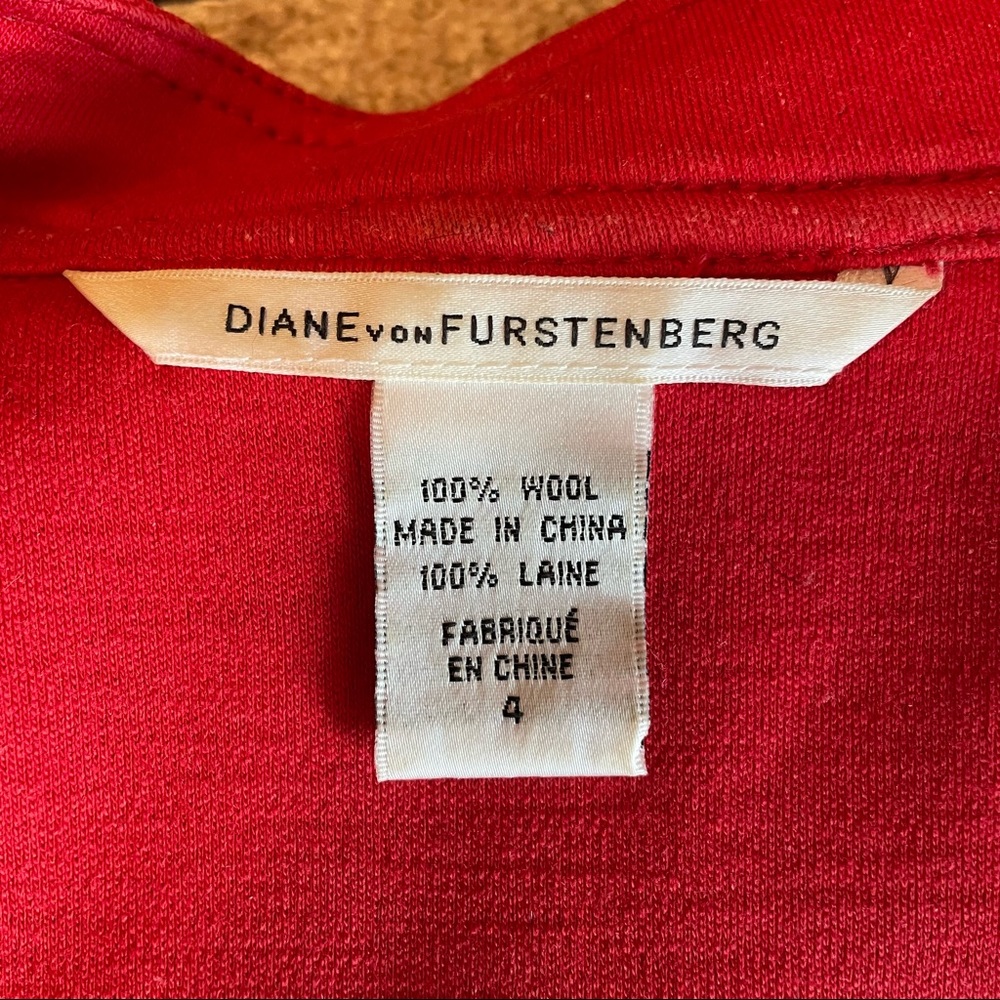 DIANE VON FURSTENBERG
100% WOOL
MADE IN CHINA
100% LAINE
FABRIQUÉ
EN CHINE
4